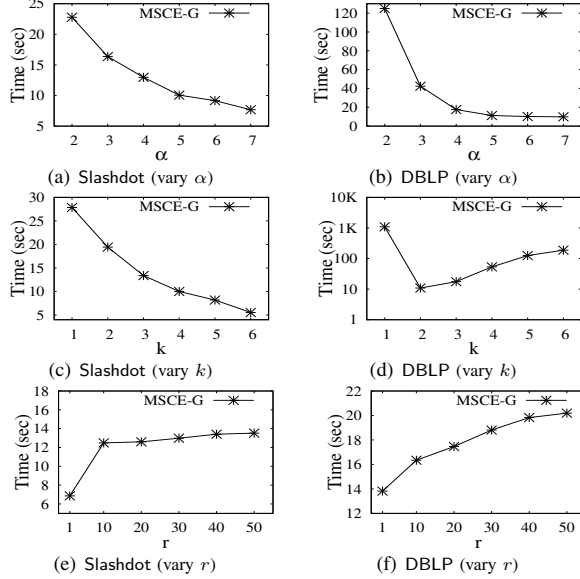 25
20
15
10
5
Time (sec)
MSCE-G
2 3 4 5 6 7
α
(a) Slashdot (vary α)
120
100
80
60
40
20
0
Time (sec)
MSCE-G
2 3 4 5 6 7
α
(b) DBLP (vary α)
30
25
20
15
10
5
Time (sec)
MSCE-G
1 2 3 4 5 6
k
(c) Slashdot (vary k)
10K
1K
100
10
1
Time (sec)
MSCE-G
1 2 3 4 5 6
k
(d) DBLP (vary k)
18
16
14
12
10
8
6
Time (sec)
MSCE-G
1 10 20 30 40 50
r
(e) Slashdot (vary r)
22
20
18
16
14
12
Time (sec)
MSCE-G
1 10 20 30 40 50
r
(f) DBLP (vary r)